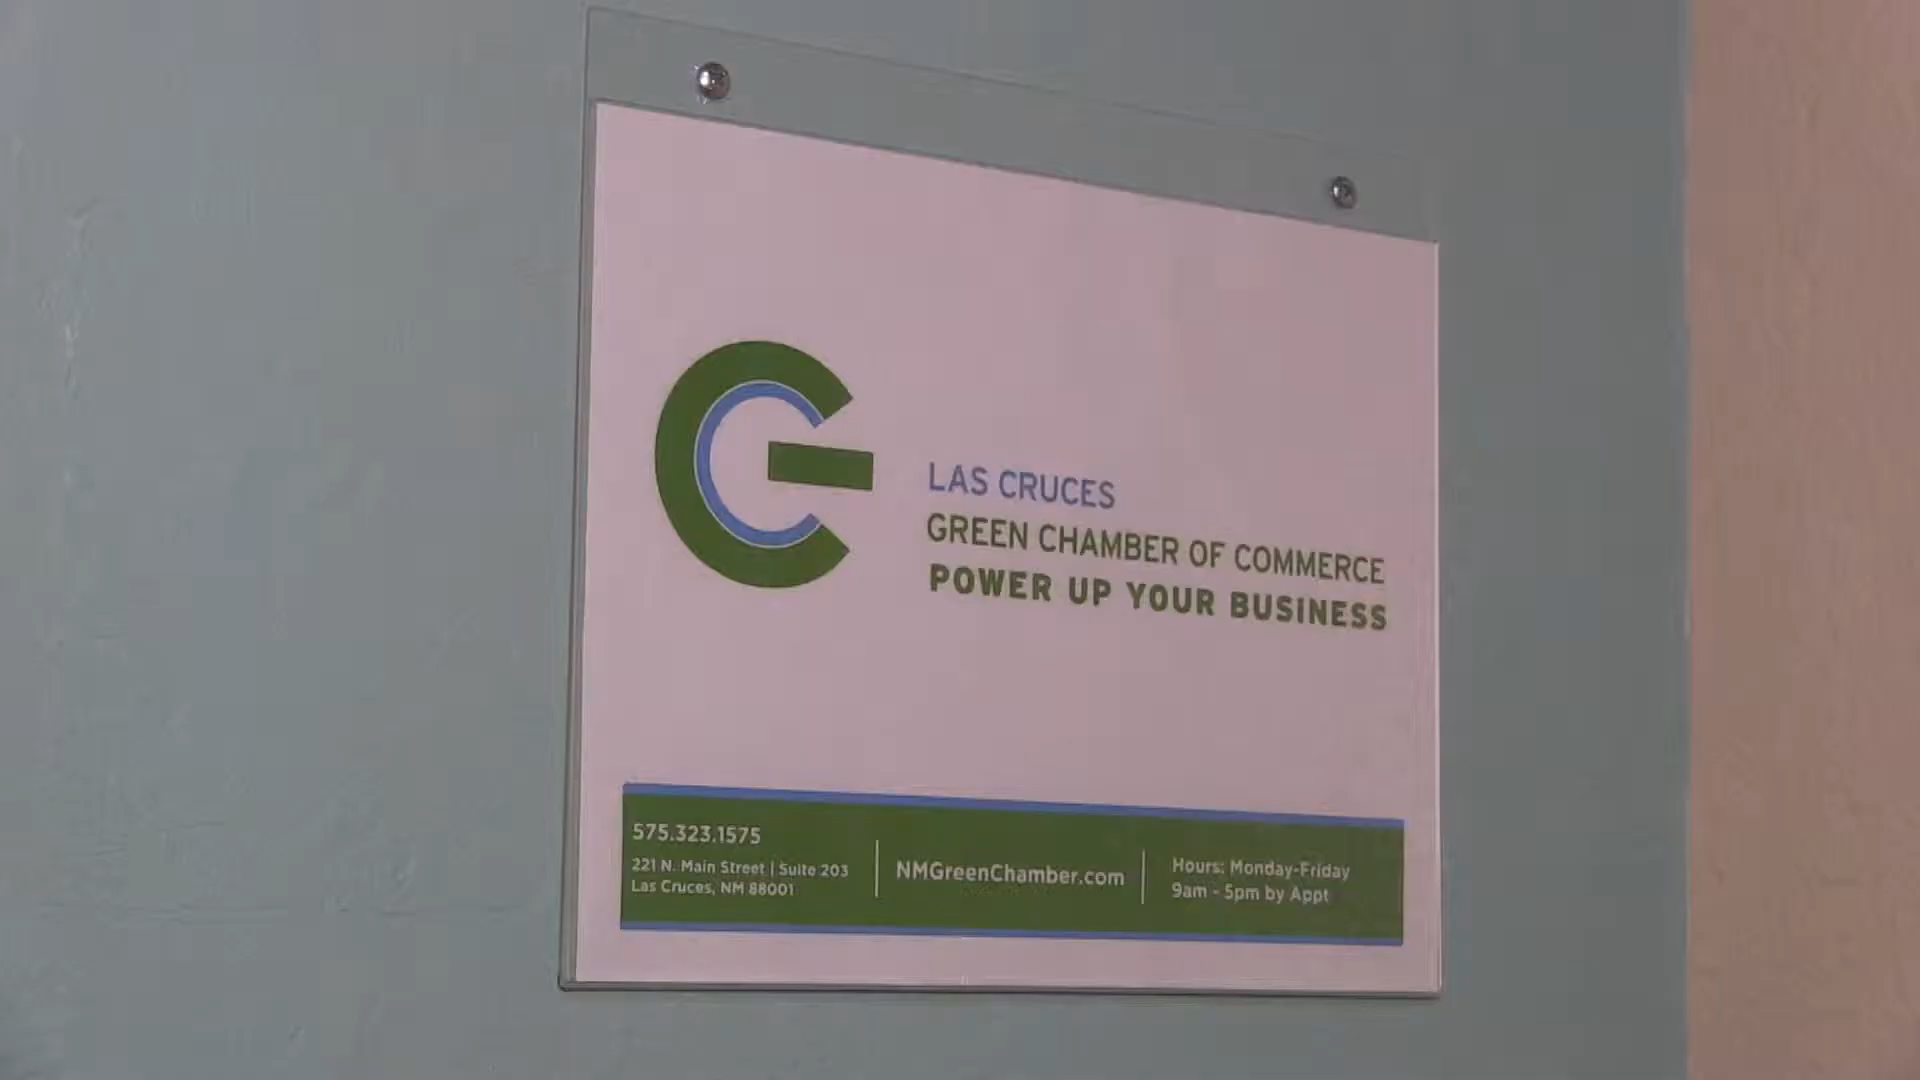 LAS CRUCES
GREEN CHAMBER OF COMMERCE
POWER UP YOUR BUSINESS
575.323.1575
221 N. Main Street | Suite 203
Las Cruces, NM 88001
NMGreenChamber.com
Hours: Monday-Friday
9am - 5pm by Appt